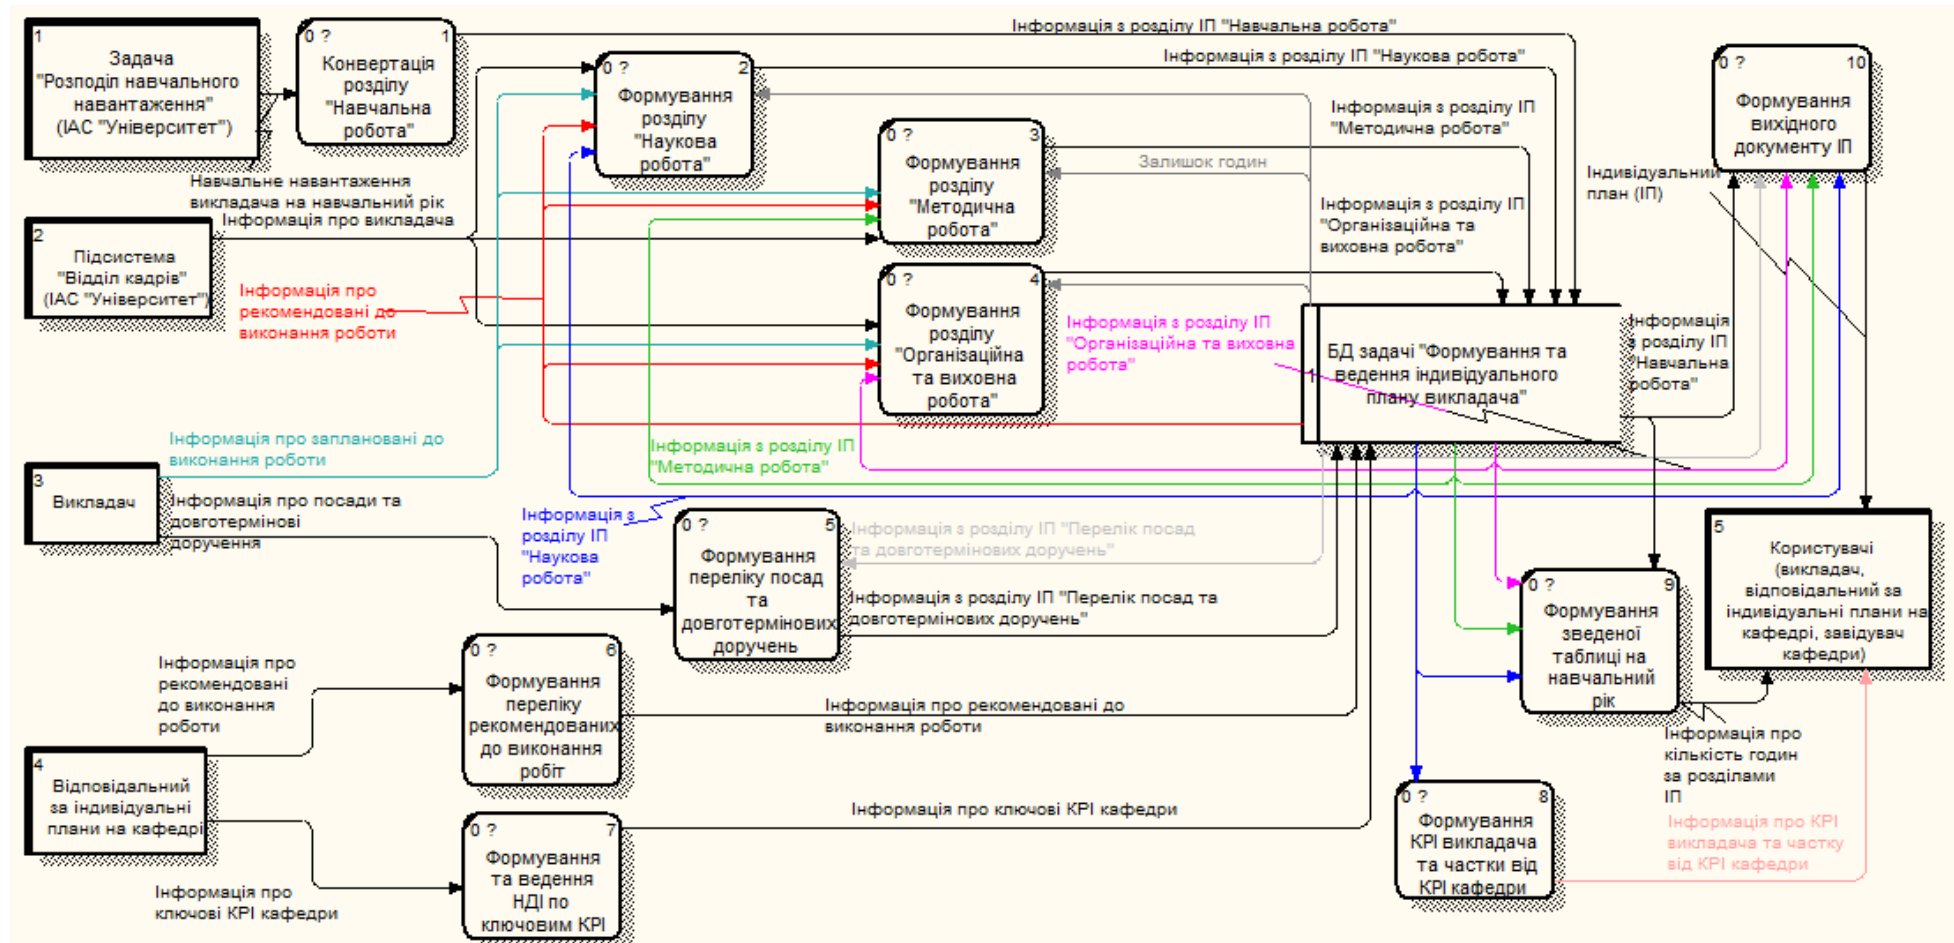 1
Задача
"Розподіл навчального
навантаження"
(ІАС "Університет")
0 ? 1
Конвертація
розділу
"Навчальна
робота"
Інформація з розділу ІП "Навчальна робота"
Інформація з розділу ІП "Наукова робота"
0 ? 2
Формування
розділу
"Наукова
робота"
Інформація з розділу ІП
"Методична робота"
0 ? 10
Формування
вихідного
документу ІП
0 ? 3
Формування
розділу
"Методична
робота"
Залишок годин
Індивідуальний
план (ІП)
Навчальне навантаження
викладача на навчальний рік
Інформація про викладача
Інформація з розділу ІП
"Організаційна та
виховна робота"
2
Підсистема
"Відділ кадрів"
(ІАС "Університет")
Інформація про
рекомендовані до
виконання роботи
0 ? 4
Формування
розділу
"Організаційна
та виховна
робота"
Інформація з розділу ІП
"Організаційна та виховна
робота"
1
БД задачі "Формування та
ведення індивідуального
плану викладача"
Інформація
з розділу ІП
"Навчальна
робота"
Інформація про заплановані до
виконання роботи
Інформація з розділу ІП
"Методична робота"
3
Викладач
Інформація про посади та
довготермінові
доручення
Інформація з
розділу ІП
"Наукова
робота"
0 ? 5
Формування
переліку посад
та
довготермінових
доручень
Інформація з розділу ІП "Перелік посад
та довготермінових доручень"
Інформація з розділу ІП "Перелік посад та
довготермінових доручень"
5
Користувачі
(викладач,
відповідальний за
індивідуальні плани на
кафедрі, завідувач
кафедри)
0 ? 9
Формування
зведеної
таблиці на
навчальний
рік
Інформація про
рекомендовані
до виконання
роботи
0 ? 6
Формування
переліку
рекомендованих
до виконання
робіт
Інформація про рекомендовані до
виконання роботи
Інформація про
кількість годин
за розділами
ІП
4
Відповідальний
за індивідуальні
плани на кафедрі
Інформація про
ключові КРІ кафедри
0 ? 7
Формування
та ведення
НДІ по
ключовим КРІ
Інформація про ключові КРІ кафедри
0 ? 8
Формування
КРІ викладача
та частки від
КРІ кафедри
Інформація про КРІ
викладача та частку
від КРІ кафедри